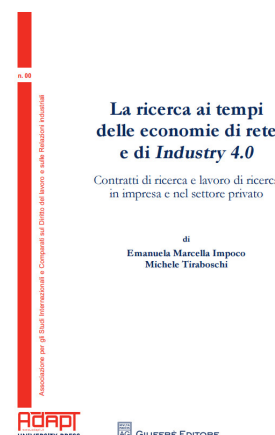 n. 00
Associazione per gli Studi Internazionali e Comparati sul Diritto del lavoro e sulle Relazioni industriali
La ricerca ai tempi
delle economie di rete
e di Industry 4.0
Contratti di ricerca e lavoro di ricerc
in impresa e nel settore privato
di
Emanuela Marcella Impoco
Michele Tiraboschi
ADAPT
UNIVERSITY PRESS
GIUFFRÈ EDITORE